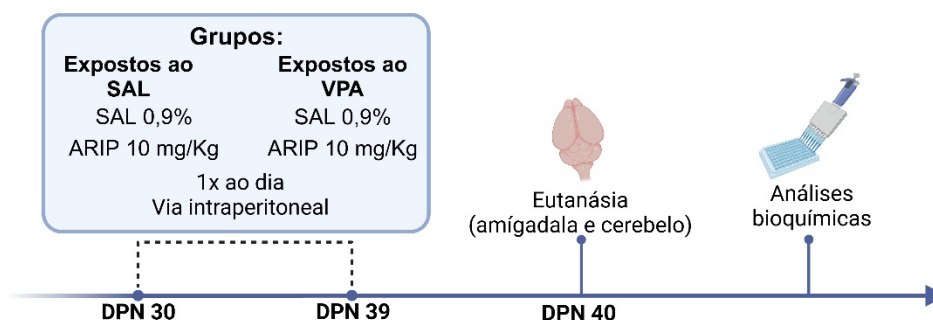 Grupos:
Expostos ao
SAL
SAL 0,9%
ARIP 10 mg/Kg
Expostos ao
VPA
SAL 0,9%
ARIP 10 mg/Kg
1x ao dia
Via intraperitoneal
Eutanásia
(amígadala e cerebelo)
Análises
bioquímicas
DPN 30
DPN 39
DPN 40